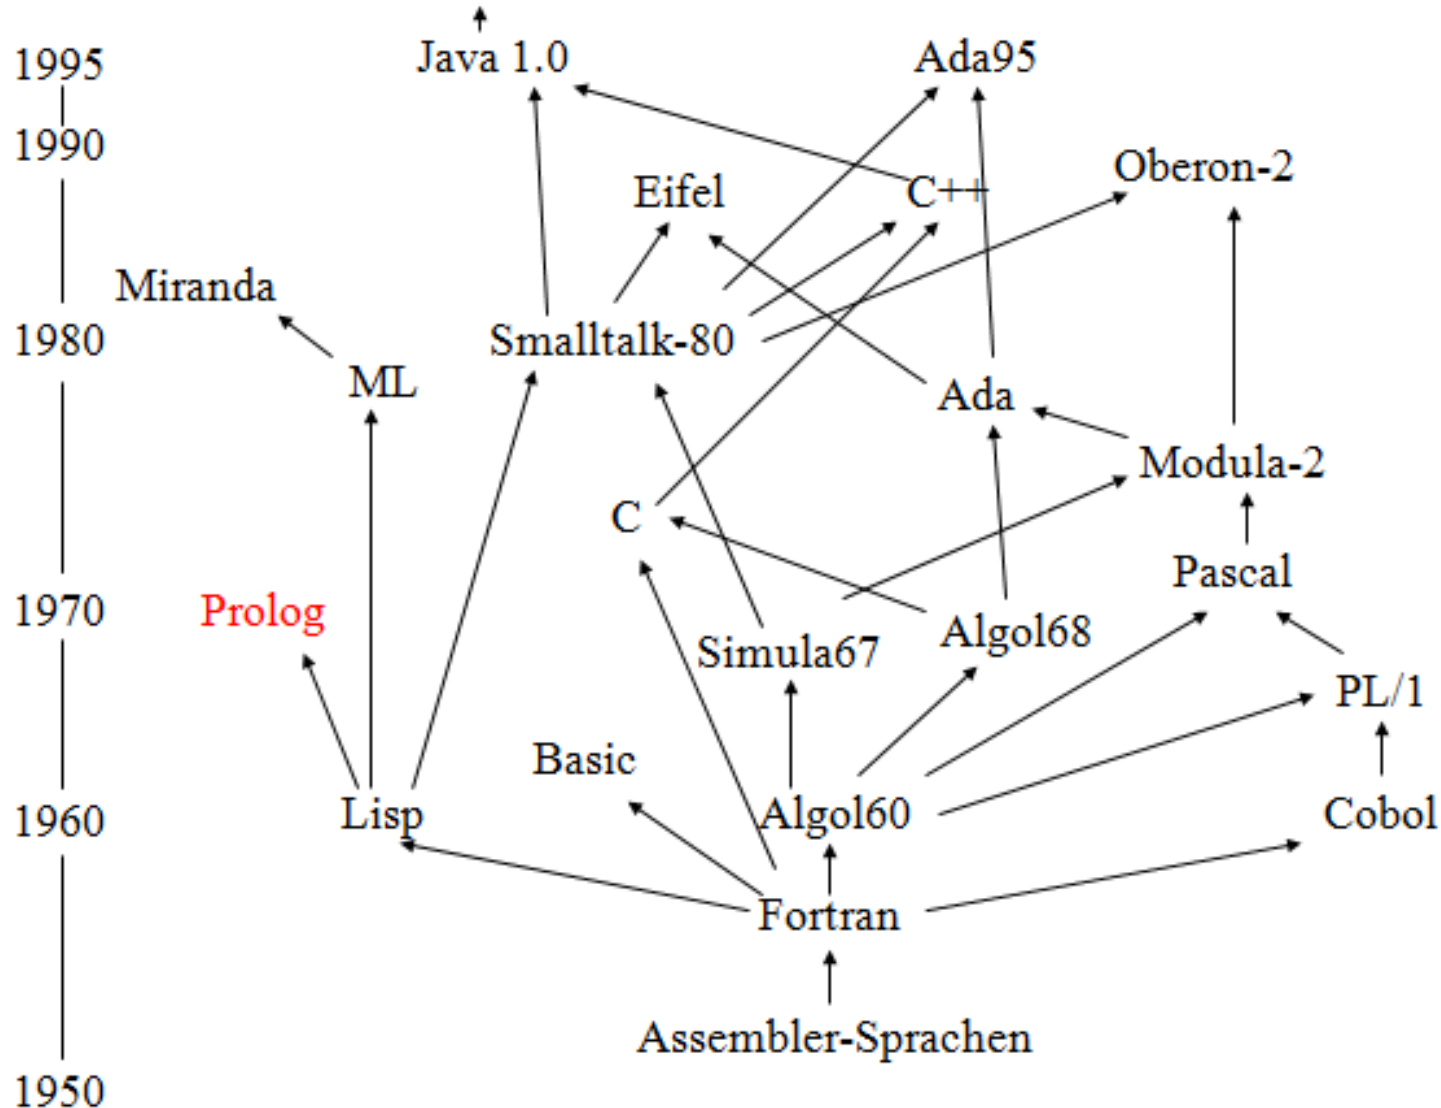 1995
Java 1.0
Ada95
1990
Oberon-2
Eifel
C++
Miranda
1980
Smalltalk-80
ML
Ada
Modula-2
C
Pascal
1970
Prolog
Simula67
Algol68
PL/1
Basic
1960
Lisp
Algol60
Cobol
Fortran
Assembler-Sprachen
1950